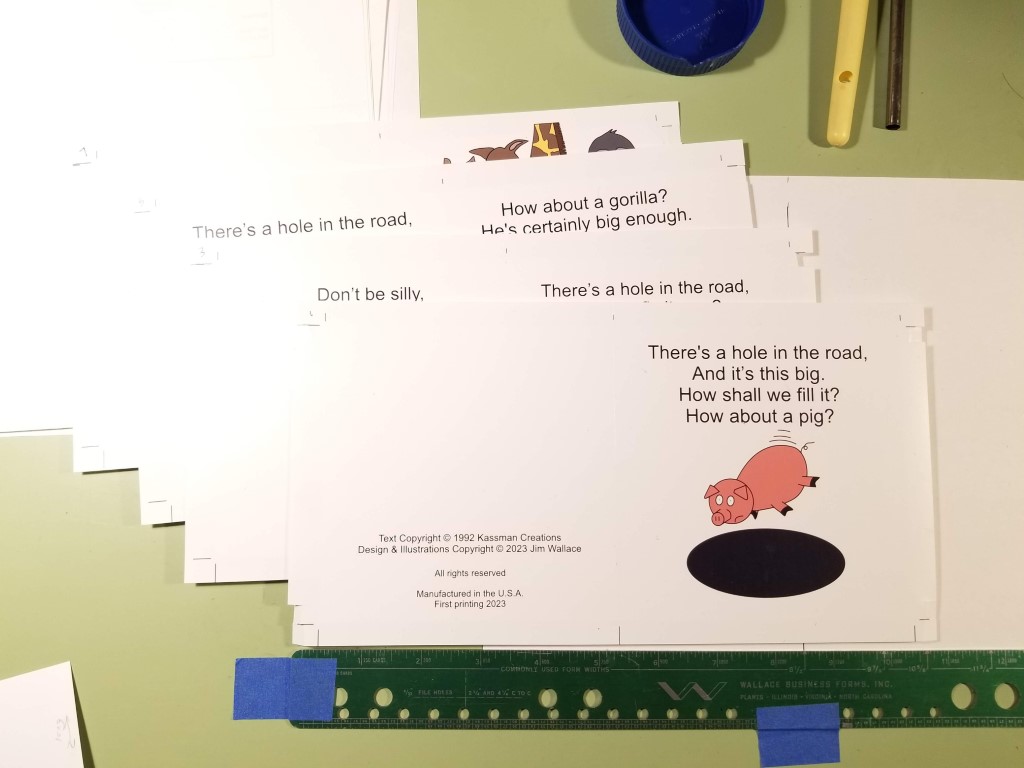 There's a hole in the road,
How about a gorilla?
He's certainly big enough.
Don't be silly,
There's a hole in the road,
There's a hole in the road,
And it's this big.
How shall we fill it?
How about a pig?
Text Copyright © 1992 Kassman Creations
Design & Illustrations Copyright © 2023 Jim Wallace
All rights reserved
Manufactured in the U.S.A.
First printing 2023
COMMONLY USED FORM WIDTHS
WALLACE BUSINESS FORMS, INC.
FILE HOLES